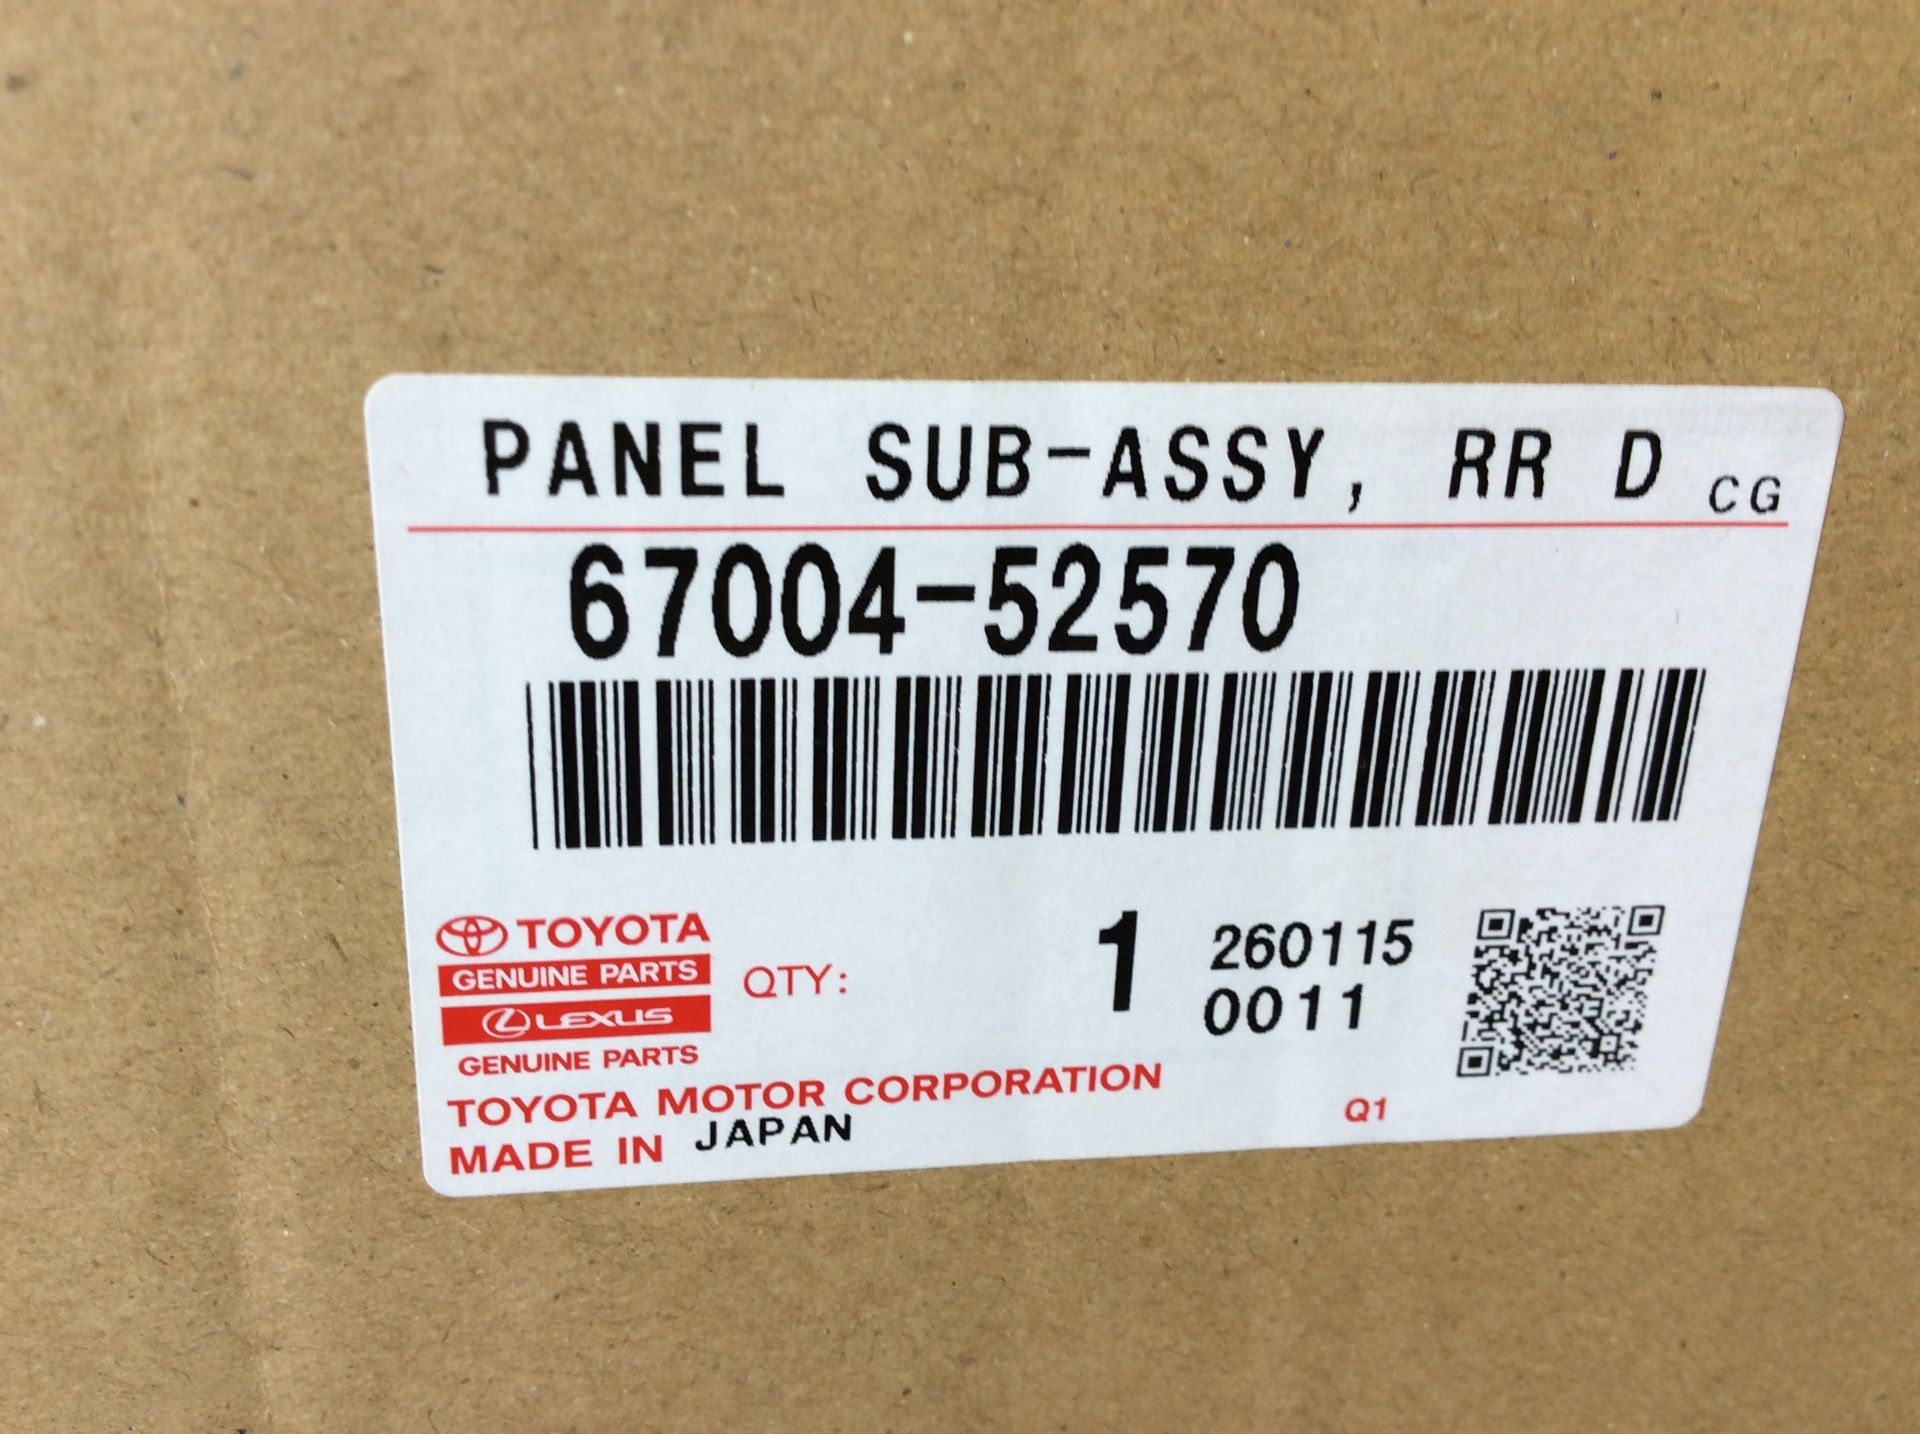 PANEL SUB-ASSY, RR D CG
67004-52570
TOYOTA
GENUINE PARTS
LEXUS
GENUINE PARTS
QTY: 1
260115
0011
TOYOTA MOTOR CORPORATION
MADE IN JAPAN
Q1